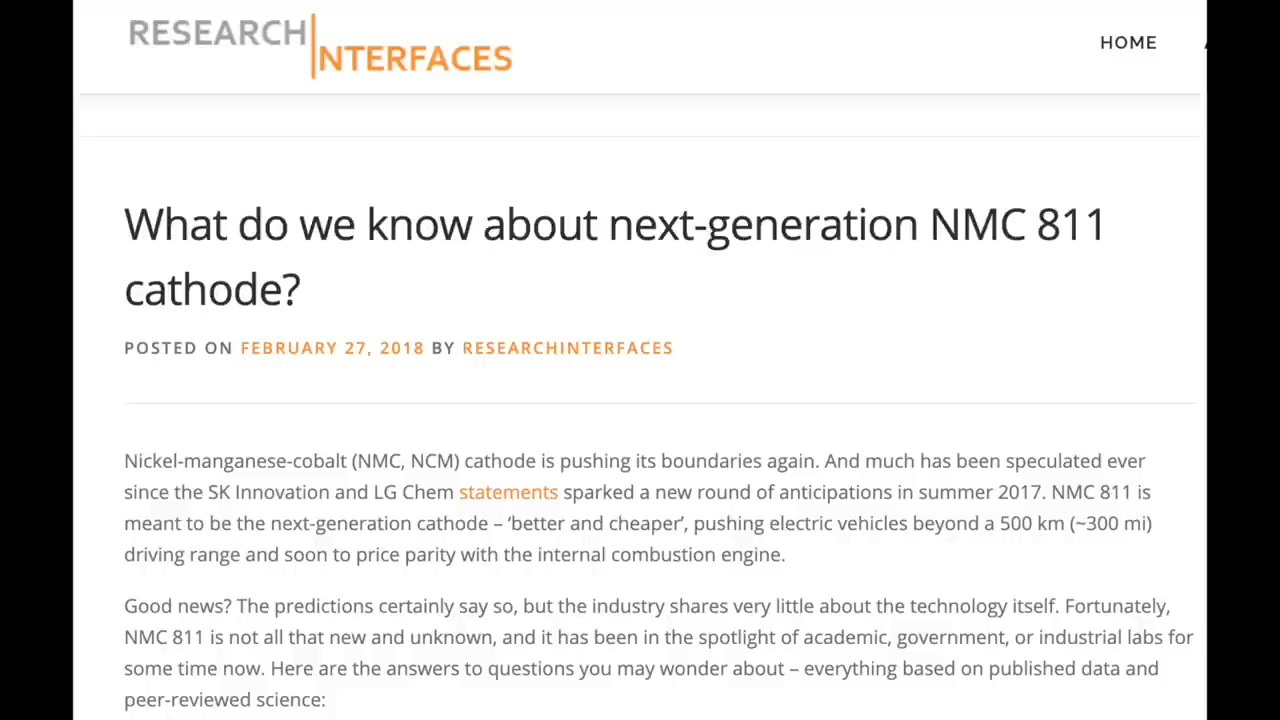 RESEARCH
INTERFACES
HOME
What do we know about next-generation NMC 811
cathode?
POSTED ON FEBRUARY 27, 2018 BY RESEARCHINTERFACES
Nickel-manganese-cobalt (NMC, NCM) cathode is pushing its boundaries again. And much has been speculated ever
since the SK Innovation and LG Chem statements sparked a new round of anticipations in summer 2017. NMC 811 is
meant to be the next-generation cathode – ‘better and cheaper’, pushing electric vehicles beyond a 500 km (~300 mi)
driving range and soon to price parity with the internal combustion engine.
Good news? The predictions certainly say so, but the industry shares very little about the technology itself. Fortunately,
NMC 811 is not all that new and unknown, and it has been in the spotlight of academic, government, or industrial labs for
some time now. Here are the answers to questions you may wonder about – everything based on published data and
peer-reviewed science: